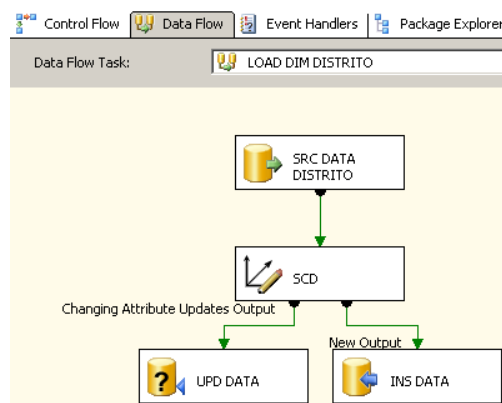 Control Flow Data Flow Event Handlers Package Explorer
Data Flow Task: LOAD DIM DISTRITO
SRC DATA
DISTRITO
SCD
Changing Attribute Updates Output
New Output
UPD DATA INS DATA